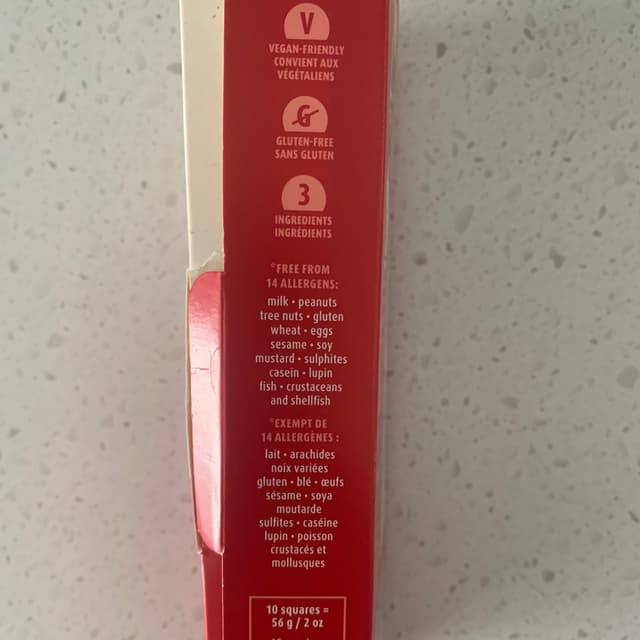 V
VEGAN-FRIENDLY
CONVIENT AUX
VÉGÉTALIENS
G
GLUTEN-FREE
SANS GLUTEN
3
INGREDIENTS
INGRÉDIENTS
*FREE FROM
14 ALLERGENS:
milk • peanuts
tree nuts • gluten
wheat • eggs
sesame • soy
mustard • sulphites
casein • lupin
fish • crustaceans
and shellfish
*EXEMPT DE
14 ALLERGÈNES :
lait • arachides
noix variées
gluten • blé • œufs
sésame • soya
moutarde
sulfites • caséine
lupin • poisson
crustacés et
mollusques
10 squares =
56 g / 2 oz